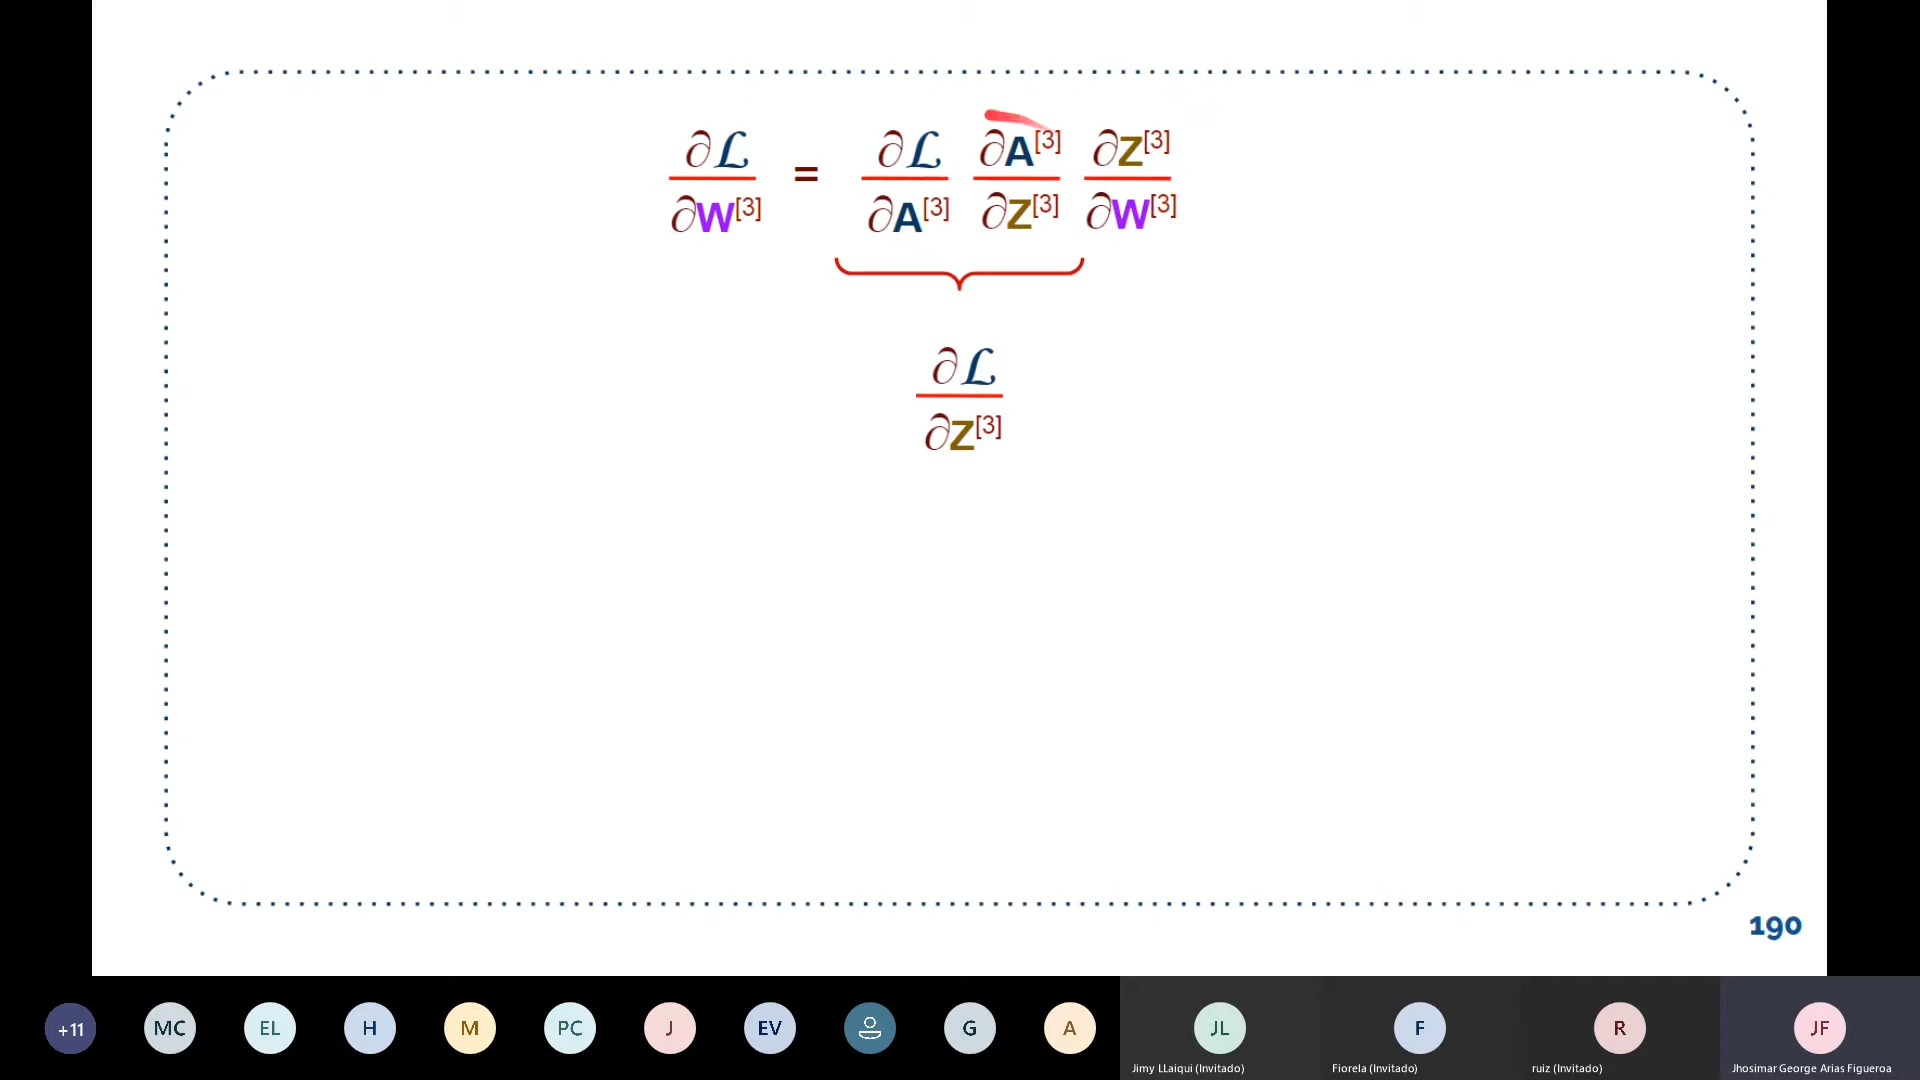 ∂ℒ/∂W[3] = ∂ℒ/∂A[3] ∂A[3]/∂Z[3] ∂Z[3]/∂W[3]
∂ℒ/∂Z[3]
190
+11 MC EL H M PC J EV G A JL F R JF
Jimy LLaiqui (Invitado) Fiorela (Invitado) ruiz (Invitado) Jhosimar George Arias Figueroa